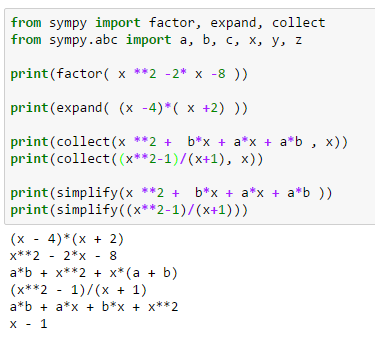 from sympy import factor, expand, collect
from sympy.abc import a, b, c, x, y, z
print(factor( x **2 -2* x -8 ))
print(expand( (x -4)*( x +2) ))
print(collect(x **2 +  b*x + a*x + a*b , x))
print(collect((x**2-1)/(x+1), x))
print(simplify(x **2 +  b*x + a*x + a*b ))
print(simplify((x**2-1)/(x+1)))
(x - 4)*(x + 2)
x**2 - 2*x - 8
a*b + x**2 + x*(a + b)
(x**2 - 1)/(x + 1)
a*b + a*x + b*x + x**2
x - 1